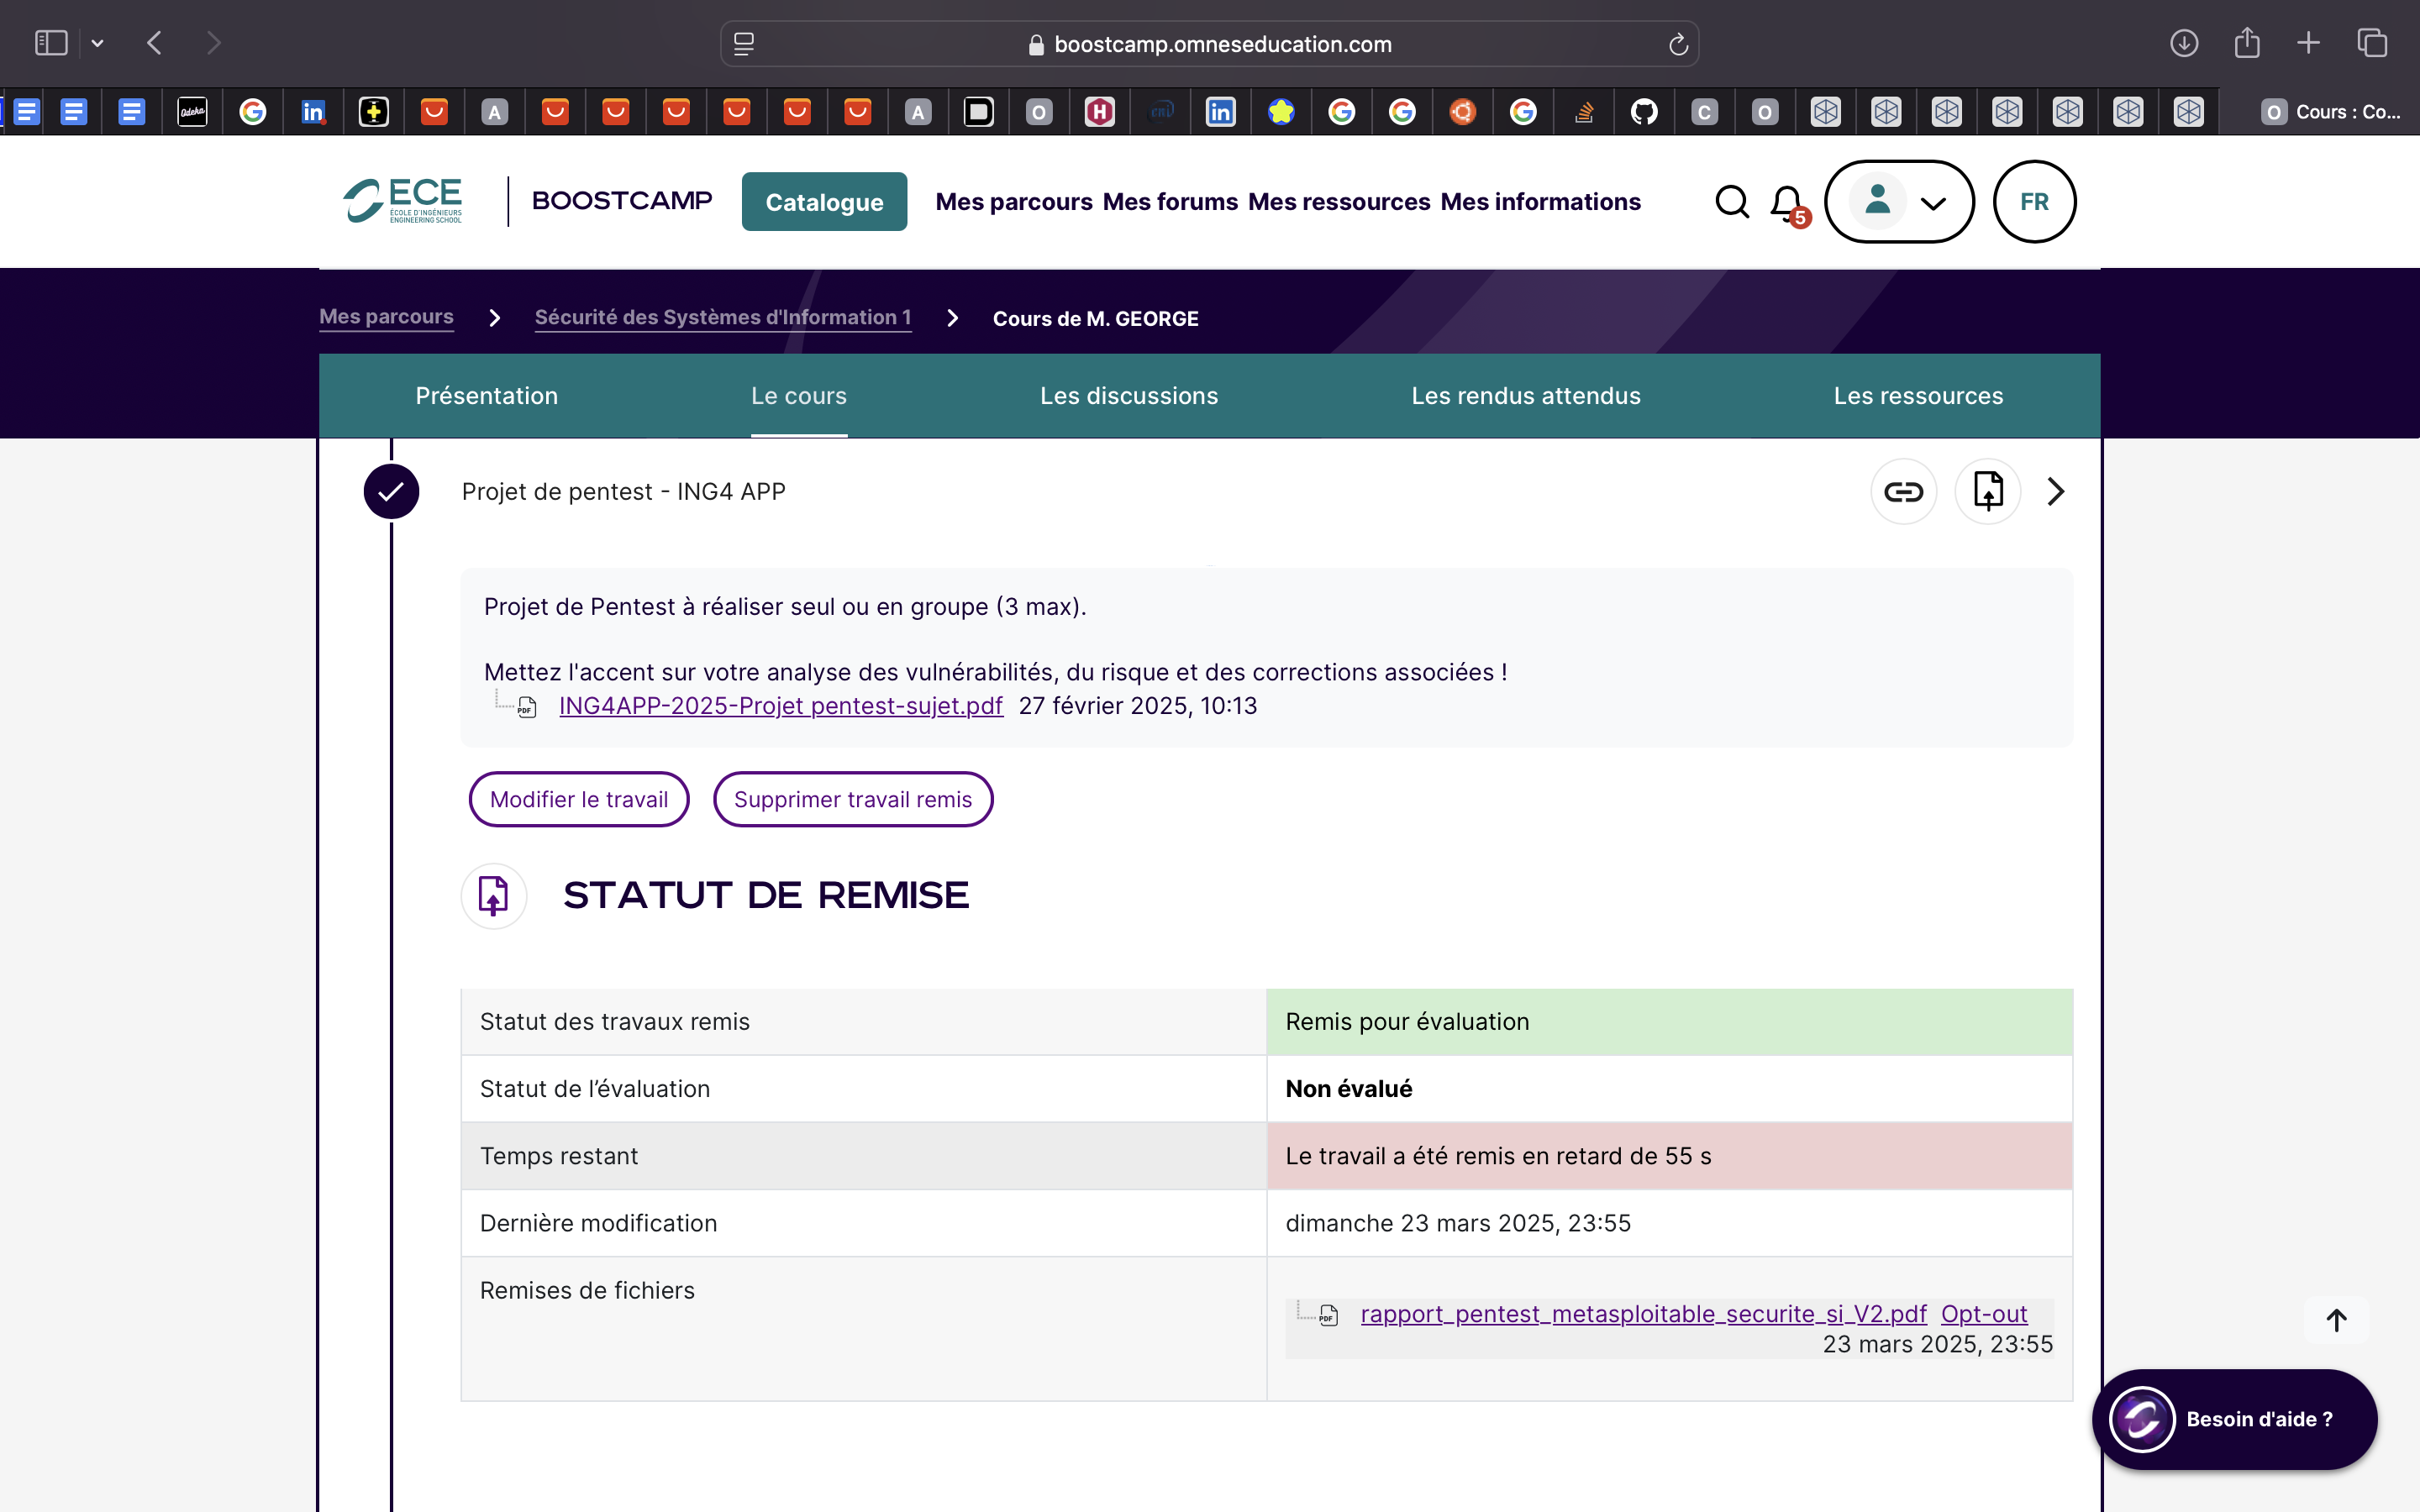 boostcamp.omneseducation.com
Cours : Co...
ECE
ÉCOLE D'INGÉNIEURS
ENGINEERING SCHOOL
BOOSTCAMP
Catalogue
Mes parcours Mes forums Mes ressources Mes informations
5
FR
Mes parcours > Sécurité des Systèmes d'Information 1 > Cours de M. GEORGE
Présentation
Le cours
Les discussions
Les rendus attendus
Les ressources
Projet de pentest - ING4 APP
Projet de Pentest à réaliser seul ou en groupe (3 max).
Mettez l'accent sur votre analyse des vulnérabilités, du risque et des corrections associées !
ING4APP-2025-Projet pentest-sujet.pdf 27 février 2025, 10:13
Modifier le travail
Supprimer travail remis
STATUT DE REMISE
Statut des travaux remis
Remis pour évaluation
Statut de l’évaluation
Non évalué
Temps restant
Le travail a été remis en retard de 55 s
Dernière modification
dimanche 23 mars 2025, 23:55
Remises de fichiers
rapport_pentest_metasploitable_securite_si_V2.pdf Opt-out
23 mars 2025, 23:55
Besoin d'aide ?